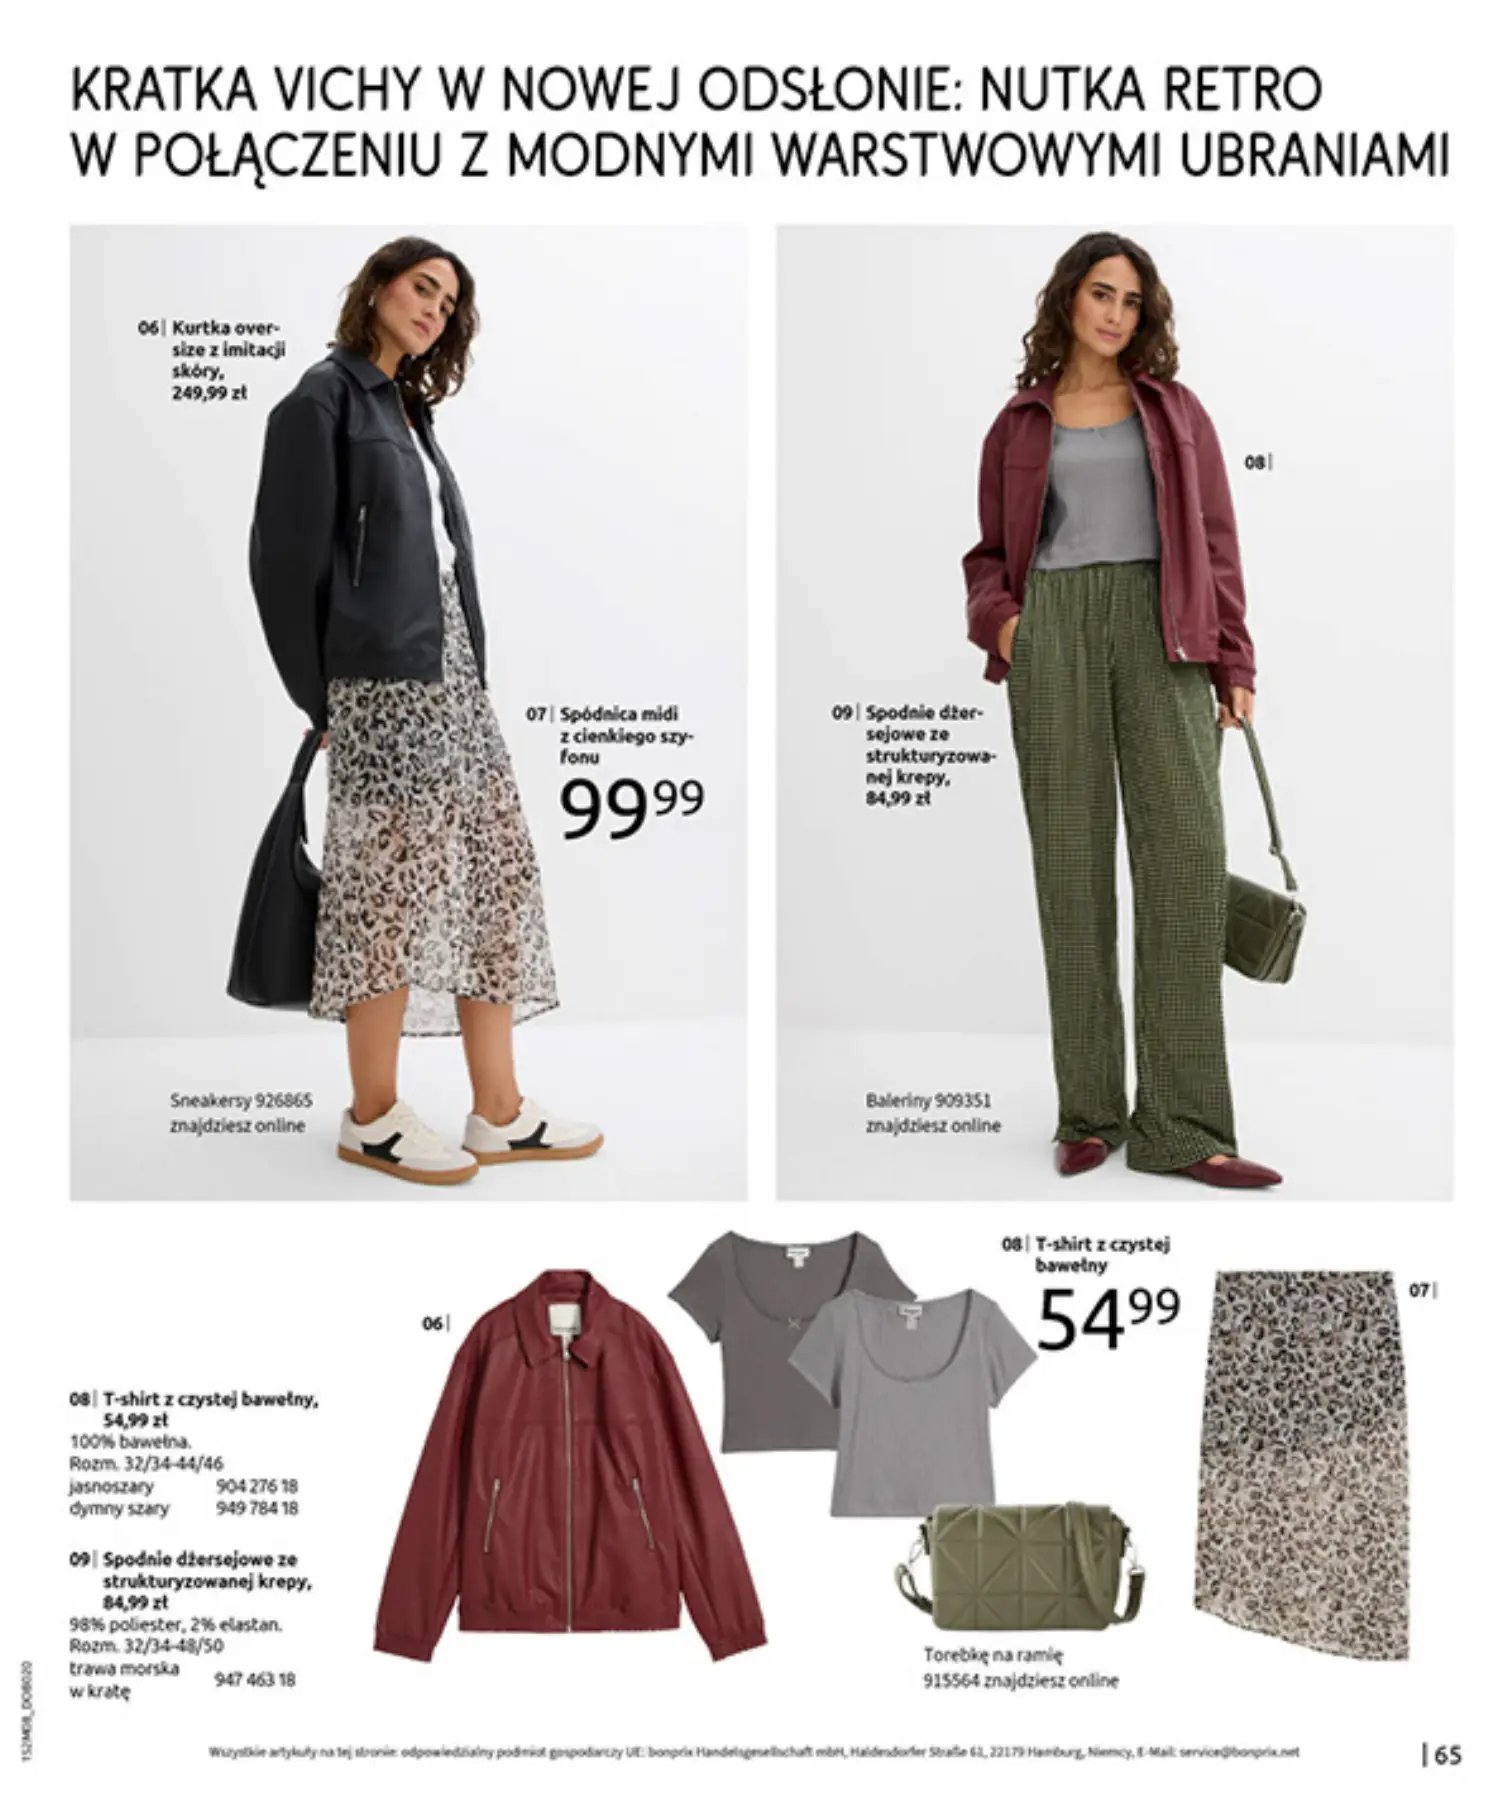 KRATKA VICHY W NOWEJ ODSŁONIE: NUTKA RETRO
W POŁĄCZENIU Z MODNYMI WARSTWOWYMI UBRANIAMI
06| Kurtka over-
size z imitacji
skóry,
249,99 zł
07| Spódnica midi
z cienkiego szy-
fonu
99⁹⁹
Sneakersy 926865
znajdziesz online
08|
09| Spodnie dżer-
sejowe ze
strukturyzowa-
nej krepy,
84,99 zł
Baleriny 909351
znajdziesz online
08| T-shirt z czystej
bawełny
54⁹⁹
07|
06|
08| T-shirt z czystej bawełny,
54,99 zł
100% bawełna.
Rozm. 32/34-44/46
jasnoszary 904 276 18
dymny szary 949 784 18
09| Spodnie dżersejowe ze
strukturyzowanej krepy,
84,99 zł
98% poliester, 2% elastan.
Rozm. 32/34-48/50
trawa morska
w kratę 947 463 18
Torebkę na ramię
915564 znajdziesz online
152M08_DO8020
Wszystkie artykuły na tej stronie: odpowiedzialny podmiot gospodarczy UE: bonprix Handelsgesellschaft mbH, Haldesdorfer Straße 61, 22179 Hamburg, Niemcy, E-Mail: service@bonprix.net
| 65